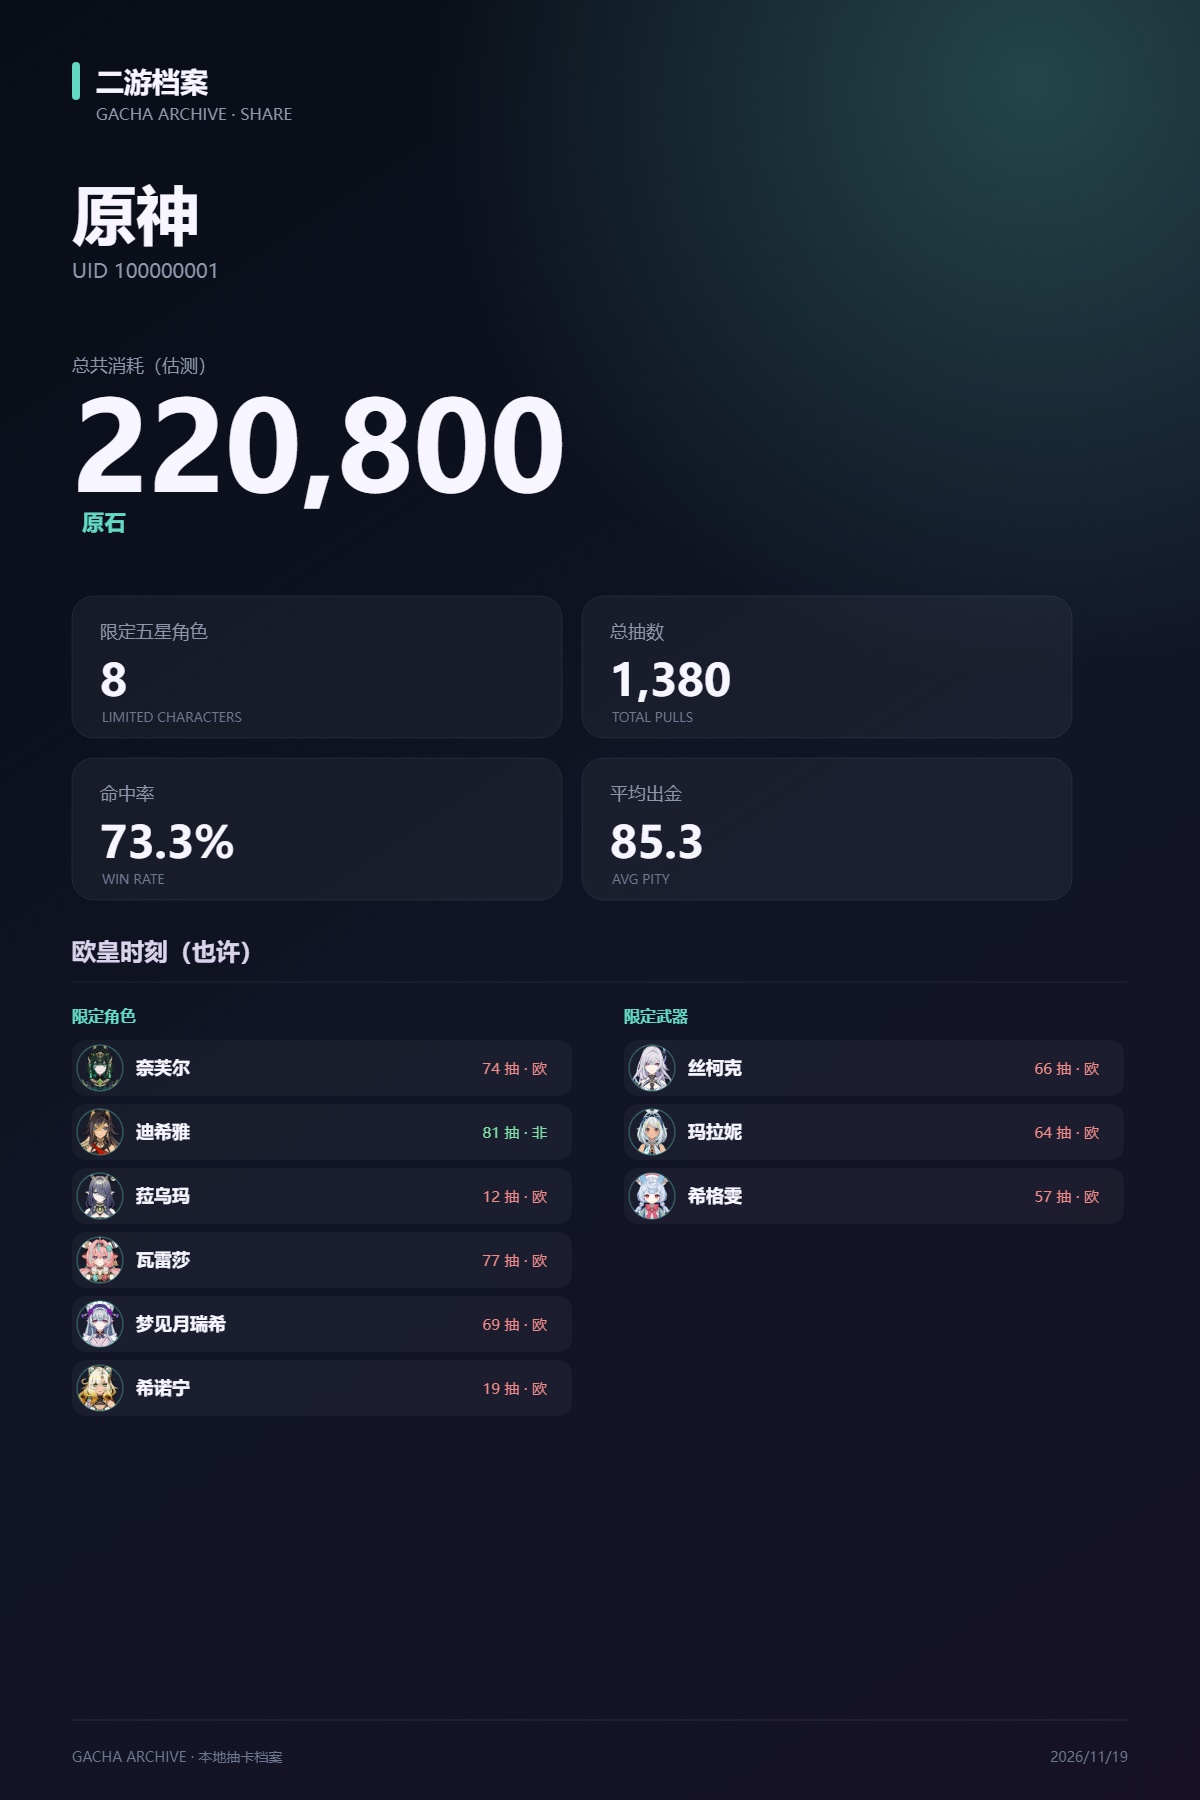 二游档案
GACHA ARCHIVE · SHARE
原神
UID 100000001
总共消耗（估测）
220,800
原石
限定五星角色
8
LIMITED CHARACTERS
总抽数
1,380
TOTAL PULLS
命中率
73.3%
WIN RATE
平均出金
85.3
AVG PITY
欧皇时刻（也许）
限定角色
奈芙尔 74 抽 · 欧
迪希雅 81 抽 · 非
菈乌玛 12 抽 · 欧
瓦雷莎 77 抽 · 欧
梦见月瑞希 69 抽 · 欧
希诺宁 19 抽 · 欧
限定武器
丝柯克 66 抽 · 欧
玛拉妮 64 抽 · 欧
希格雯 57 抽 · 欧
GACHA ARCHIVE · 本地抽卡档案
2026/11/19